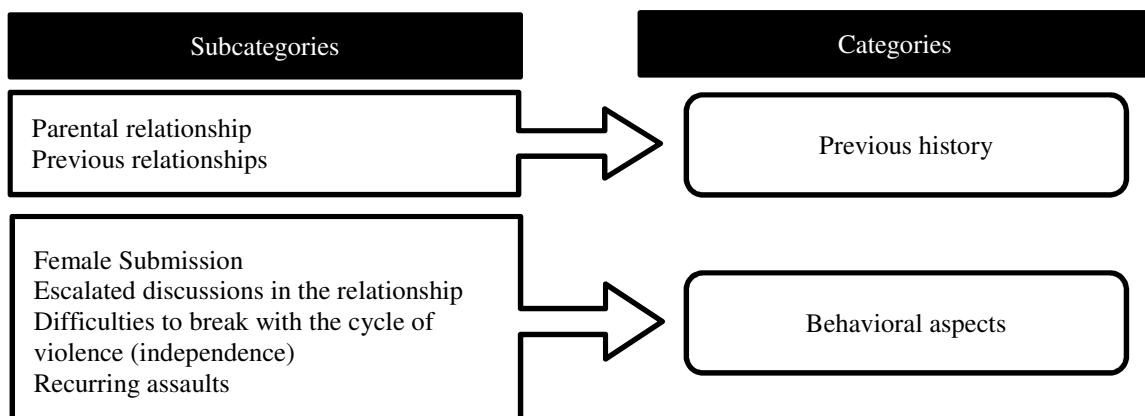 Subcategories
Categories
Parental relationship
Previous relationships
Previous history
Female Submission
Escalated discussions in the relationship
Difficulties to break with the cycle of
violence (independence)
Recurring assaults
Behavioral aspects